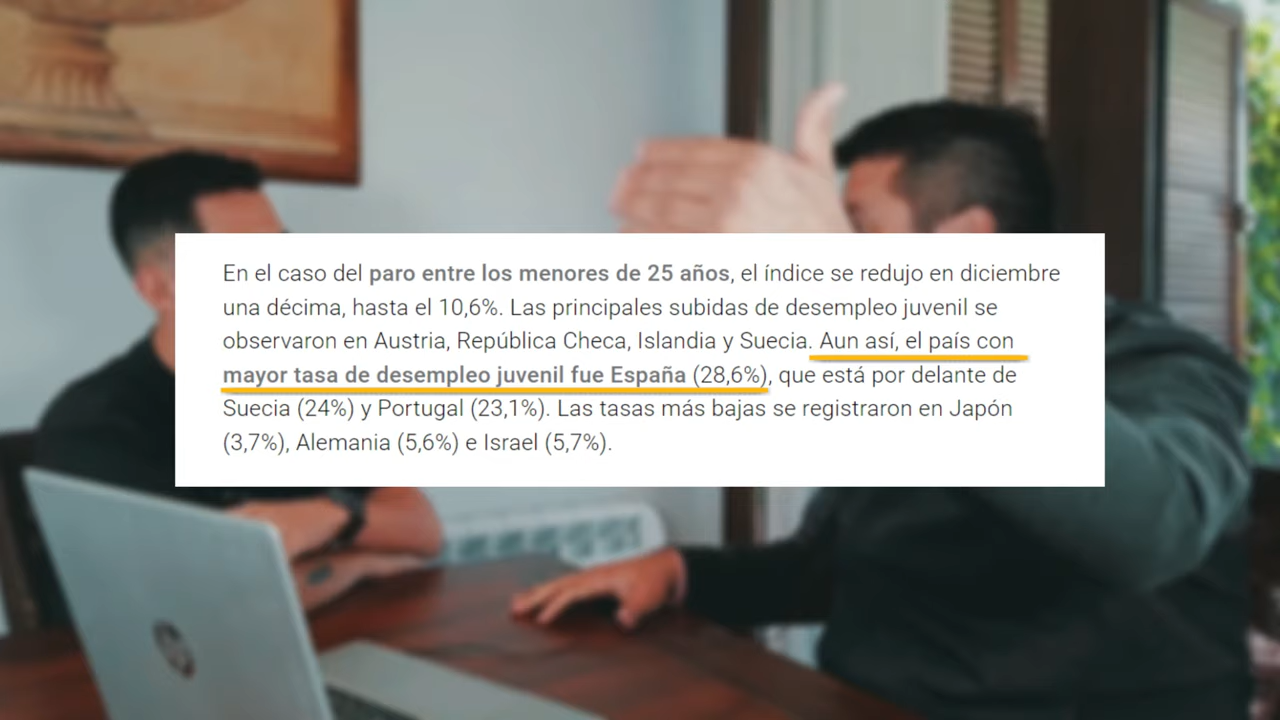 En el caso del paro entre los menores de 25 años, el índice se redujo en diciembre
una décima, hasta el 10,6%. Las principales subidas de desempleo juvenil se
observaron en Austria, República Checa, Islandia y Suecia. Aun así, el país con
mayor tasa de desempleo juvenil fue España (28,6%), que está por delante de
Suecia (24%) y Portugal (23,1%). Las tasas más bajas se registraron en Japón
(3,7%), Alemania (5,6%) e Israel (5,7%).